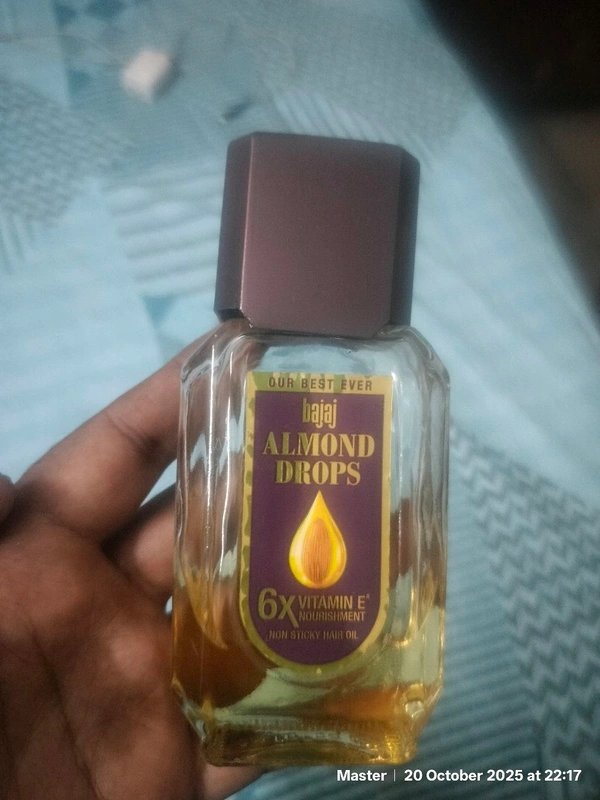 OUR BEST EVER
bajaj
ALMOND
DROPS
6x VITAMIN E*
NOURISHMENT
NON STICKY HAIR OIL
Master | 20 October 2025 at 22:17